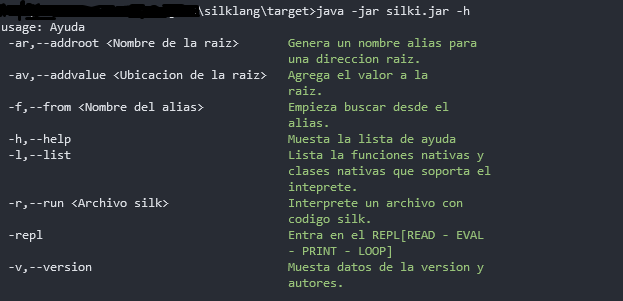 \silklang\target>java -jar silki.jar -h
usage: Ayuda
-ar,--addroot <Nombre de la raiz> Genera un nombre alias para
una direccion raiz.
-av,--addvalue <Ubicacion de la raiz> Agrega el valor a la
raiz.
-f,--from <Nombre del alias> Empieza buscar desde el
alias.
-h,--help Muesta la lista de ayuda
-l,--list Lista la funciones nativas y
clases nativas que soporta el
inteprete.
-r,--run <Archivo silk> Interprete un archivo con
codigo silk.
-repl Entra en el REPL[READ - EVAL
- PRINT - LOOP]
-v,--version Muesta datos de la version y
autores.